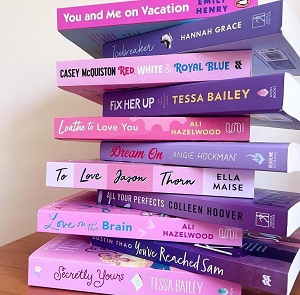 You and Me on Vacation EMILY HENRY
Icebreaker HANNAH GRACE
CASEY McQUISTON RED WHITE & ROYAL BLUE
FIX HER UP TESSA BAILEY
Loathe to Love You ALI HAZELWOOD
Dream On ANGIE HOCKMAN
To Love Jason Thorn ELLA MAISE
ALL YOUR PERFECTS COLLEEN HOOVER
Love on the Brain ALI HAZELWOOD
JUSTIN THAO You've Reached Sam
Secretly Yours TESSA BAILEY